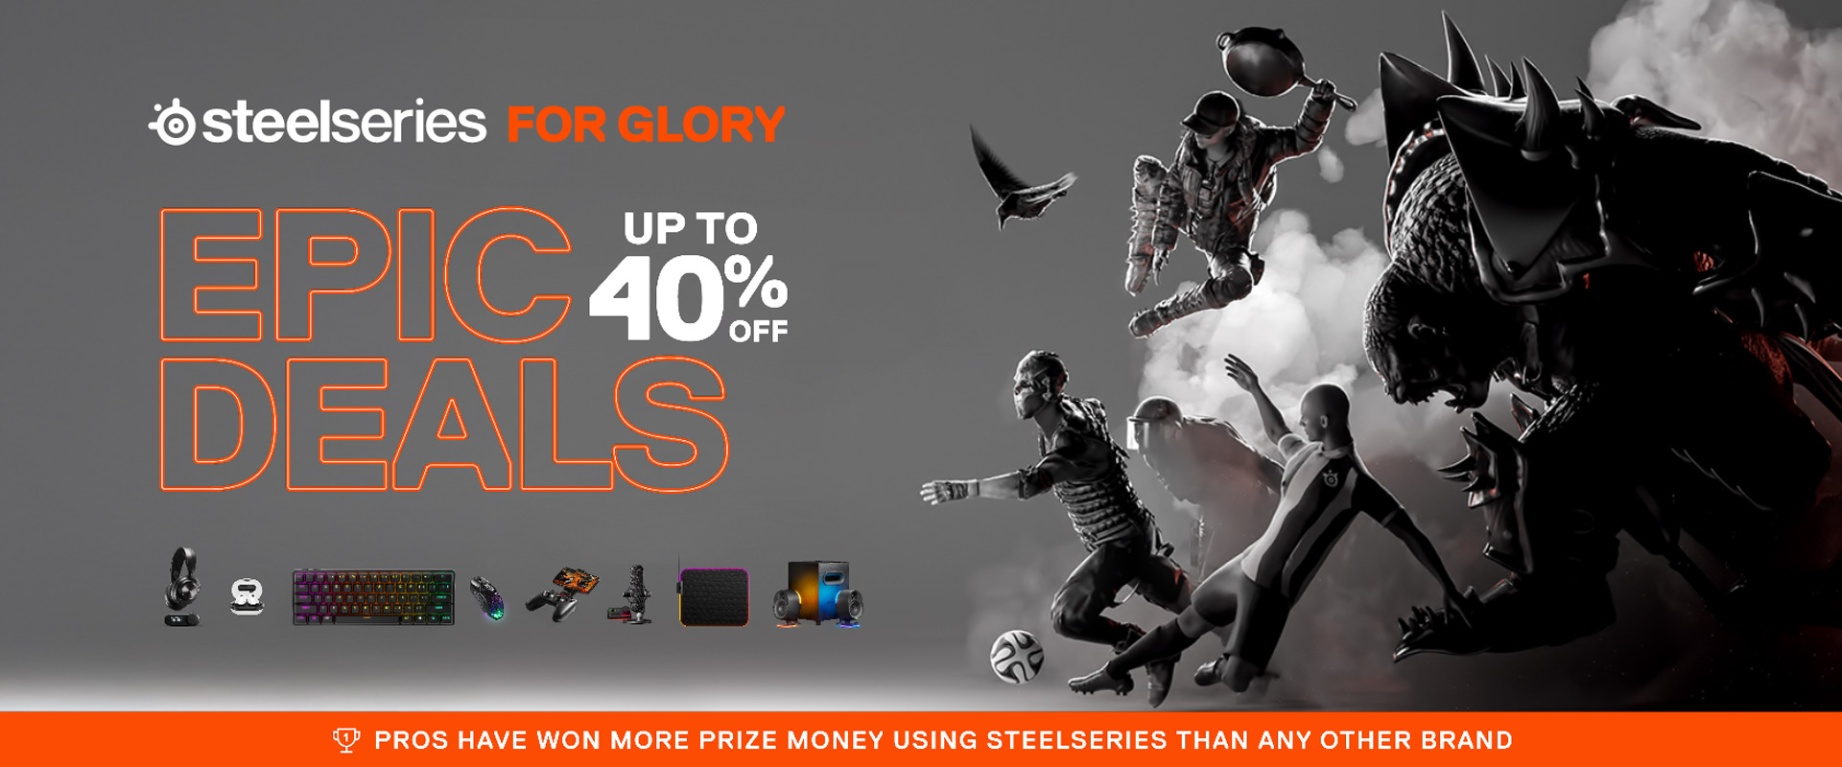 steelseries FOR GLORY
EPIC
UP TO
40%
OFF
DEALS
PROS HAVE WON MORE PRIZE MONEY USING STEELSERIES THAN ANY OTHER BRAND